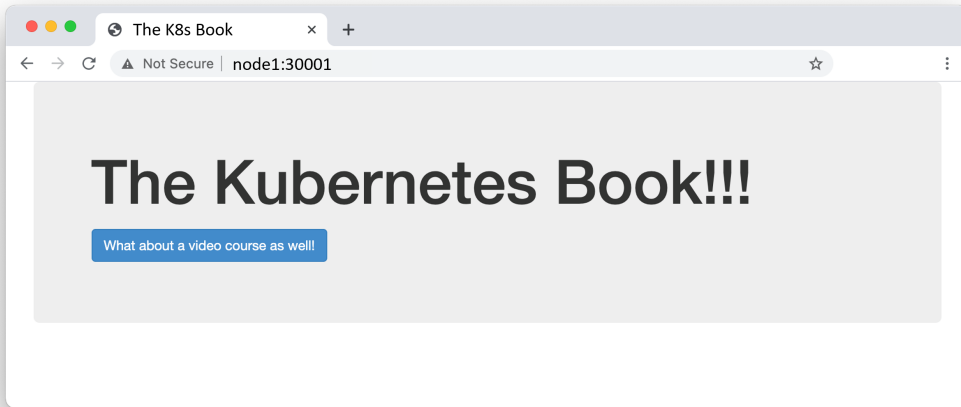 The K8s Book
Not Secure | node1:30001
The Kubernetes Book!!!
What about a video course as well!